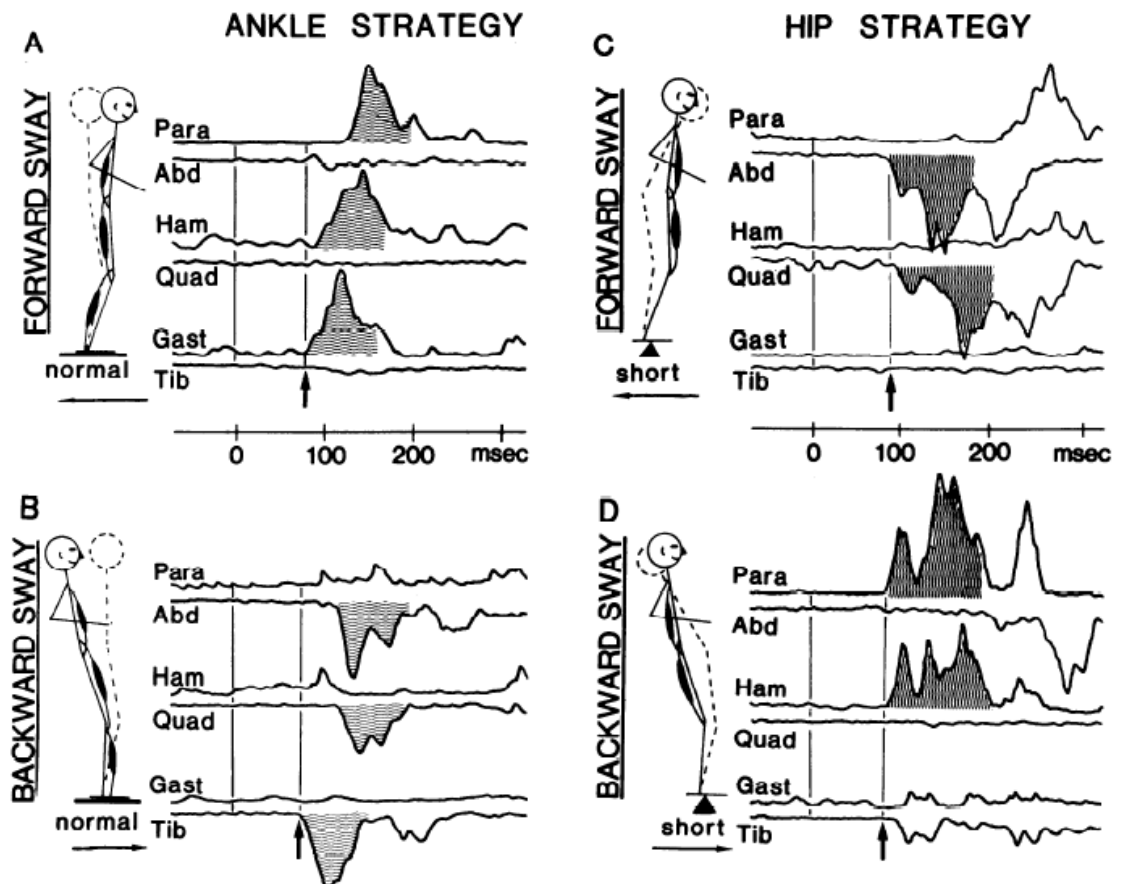 ANKLE STRATEGY
A
FORWARD SWAY
Para
Abd
Ham
Quad
Gast
Tib
normal
0 100 200 msec
HIP STRATEGY
C
FORWARD SWAY
Para
Abd
Ham
Quad
Gast
Tib
short
0 100 200 msec
B
BACKWARD SWAY
Para
Abd
Ham
Quad
Gast
Tib
normal
D
BACKWARD SWAY
Para
Abd
Ham
Quad
Gast
Tib
short